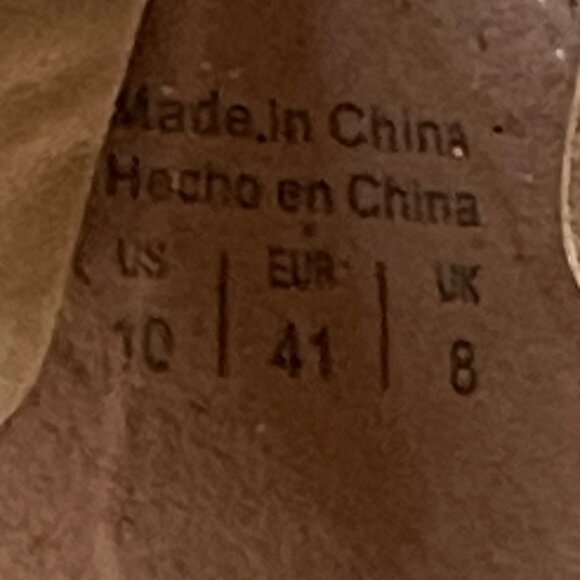 Made in China
Hecho en China
US | EUR | UK
10 | 41 | 8